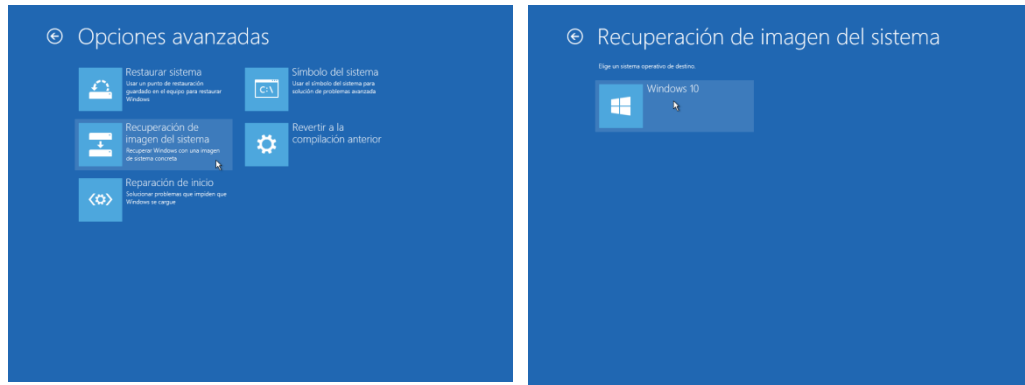 Opciones avanzadas
Restaurar sistema
Usar un punto de restauración
guardado en el equipo para restaurar
Windows
Recuperación de
imagen del sistema
Recuperar Windows con una imagen
de sistema concreta
Reparación de inicio
Solucionar problemas que impiden que
Windows se cargue
Símbolo del sistema
Usar el símbolo del sistema para
solución de problemas avanzada
C:\
Revertir a la
compilación anterior
Recuperación de imagen del sistema
Elige un sistema operativo de destino.
Windows 10